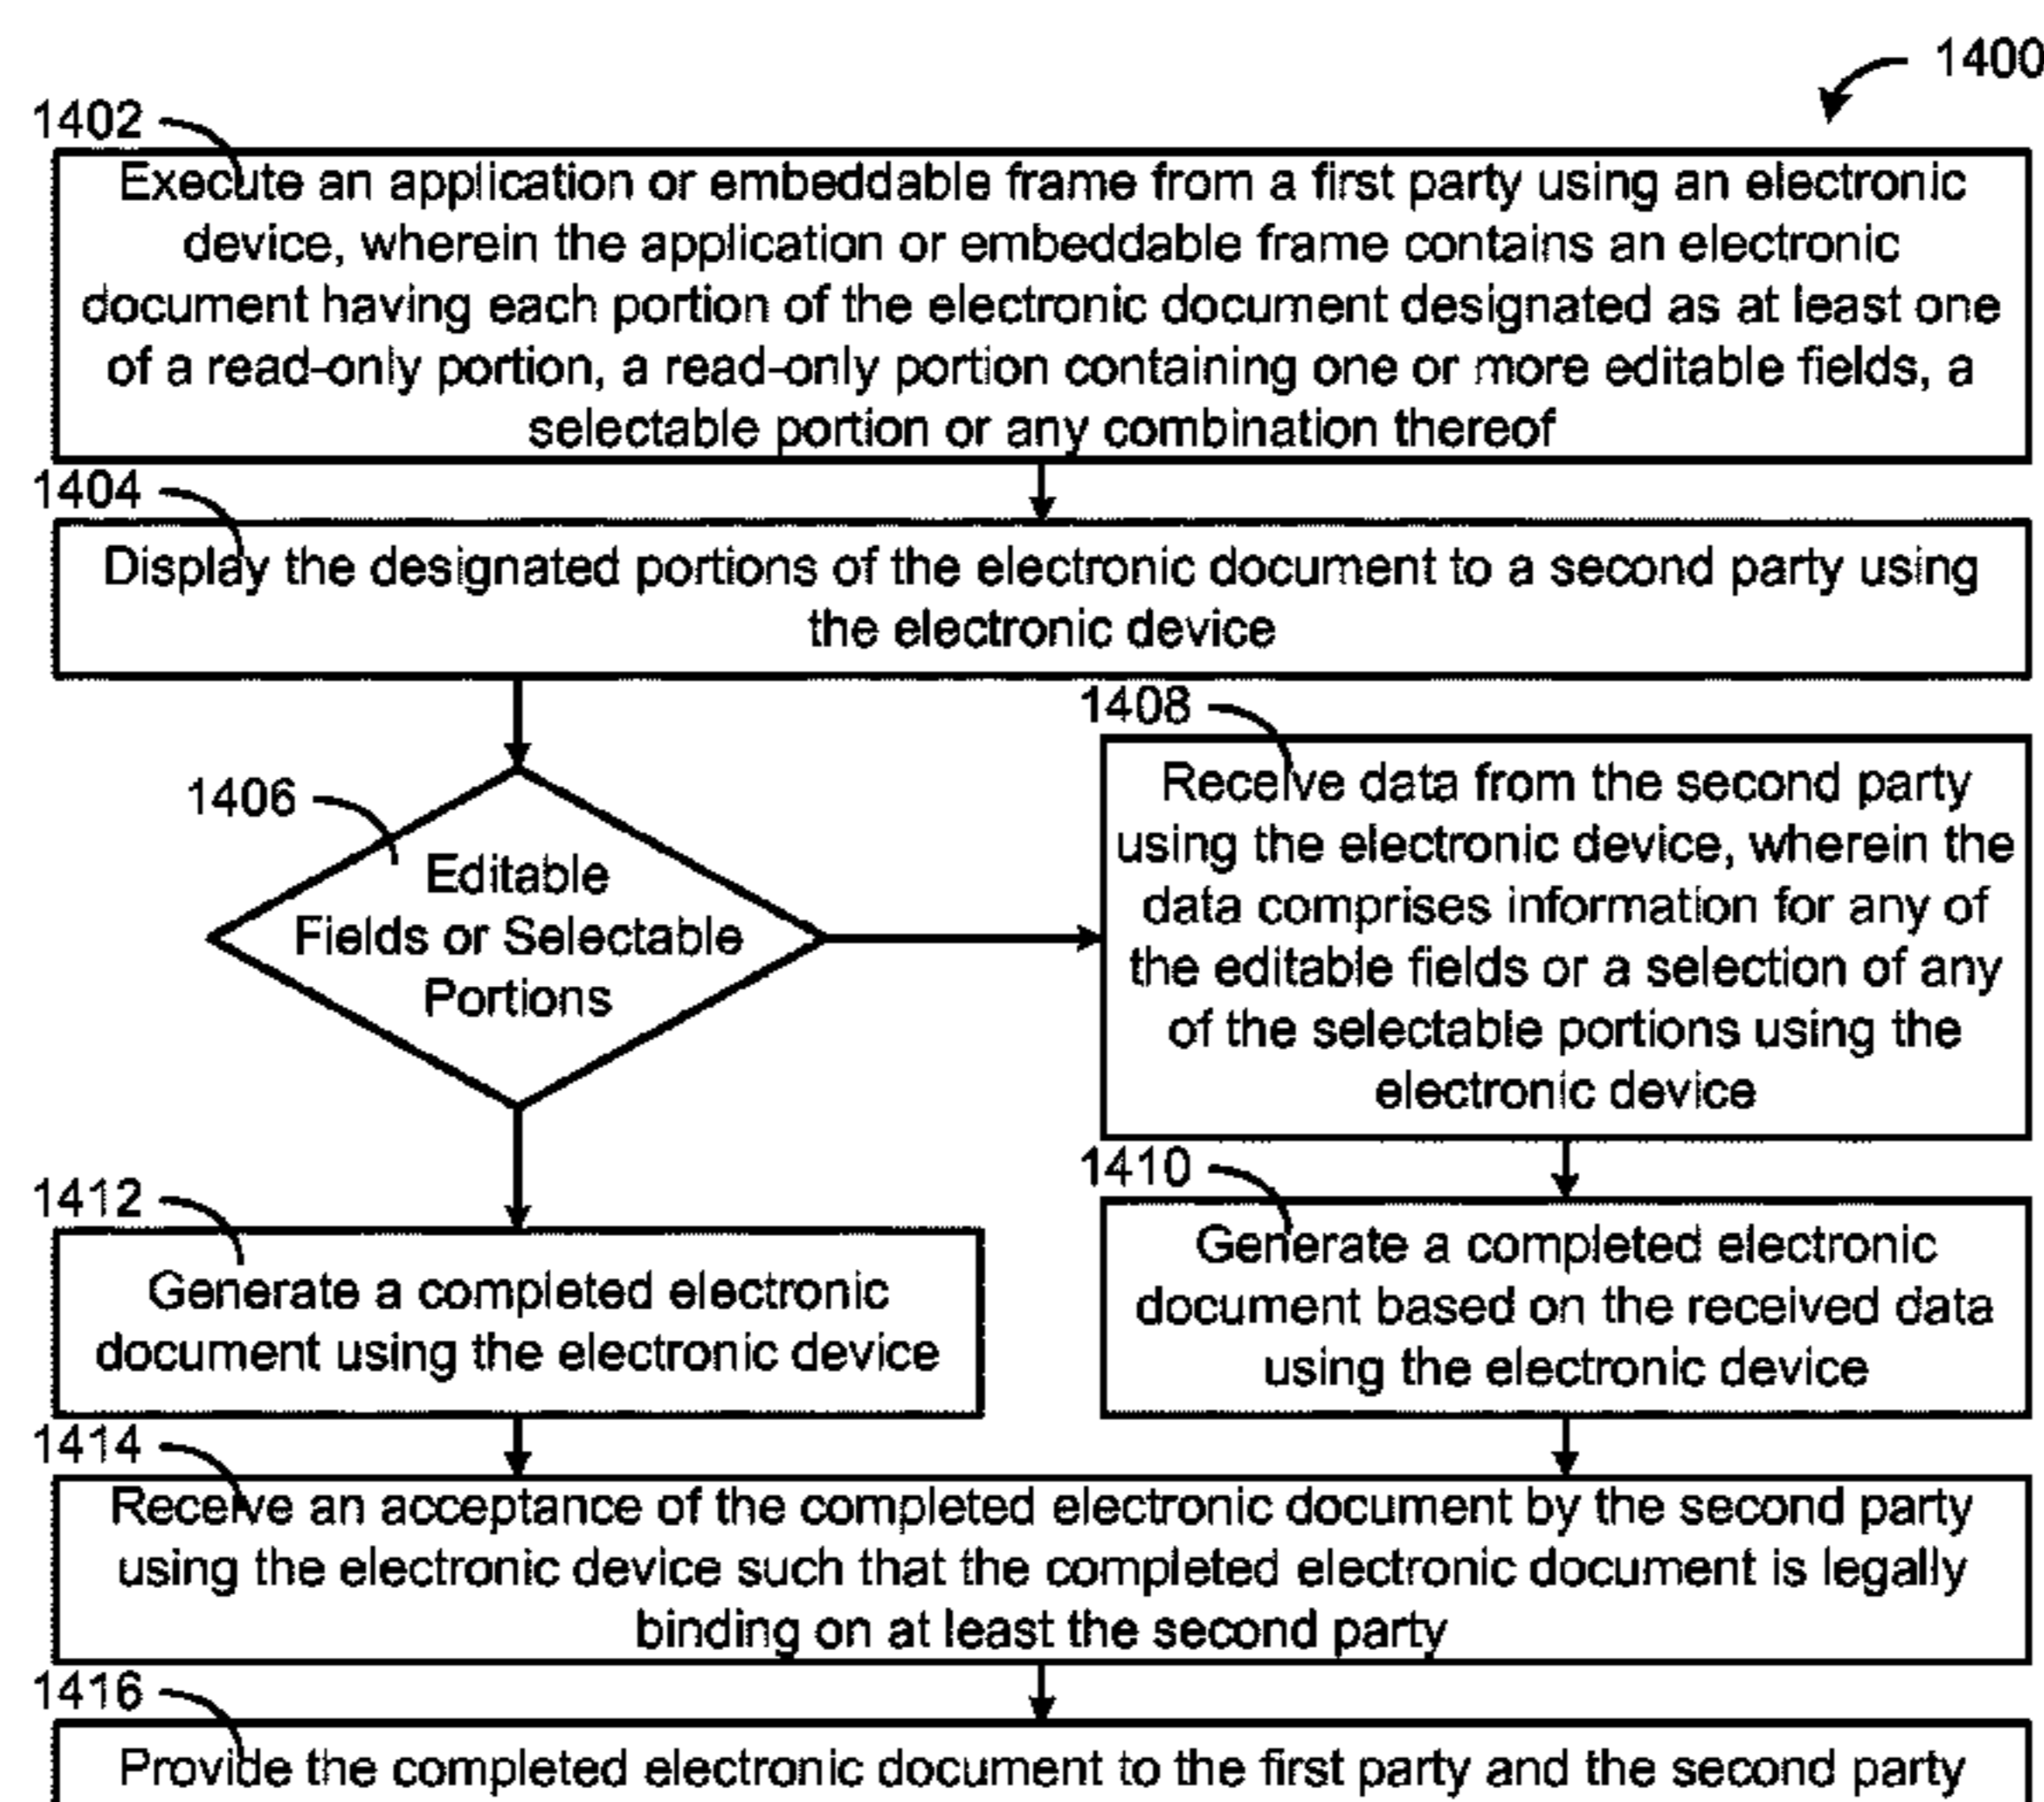 1400
1402
Execute an application or embeddable frame from a first party using an electronic
device, wherein the application or embeddable frame contains an electronic
document having each portion of the electronic document designated as at least one
of a read-only portion, a read-only portion containing one or more editable fields, a
selectable portion or any combination thereof
1404
Display the designated portions of the electronic document to a second party using
the electronic device
1406
Editable
Fields or Selectable
Portions
1408
Receive data from the second party
using the electronic device, wherein the
data comprises information for any of
the editable fields or a selection of any
of the selectable portions using the
electronic device
1410
Generate a completed electronic
document based on the received data
using the electronic device
1412
Generate a completed electronic
document using the electronic device
1414
Receive an acceptance of the completed electronic document by the second party
using the electronic device such that the completed electronic document is legally
binding on at least the second party
1416
Provide the completed electronic document to the first party and the second party